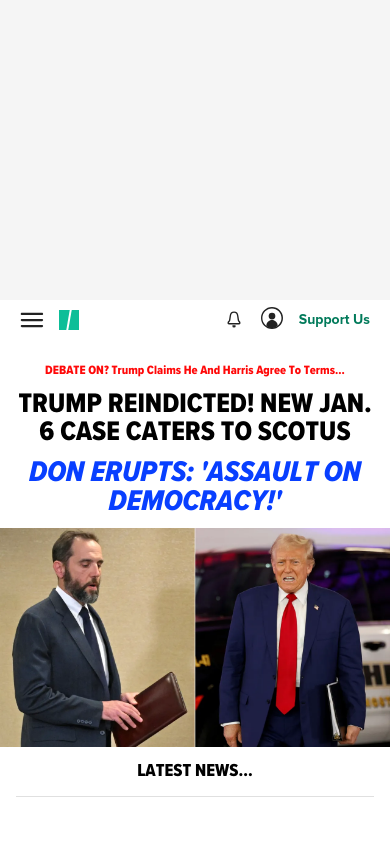 Support Us
DEBATE ON? Trump Claims He And Harris Agree To Terms...
TRUMP REINDICTED! NEW JAN.
6 CASE CATERS TO SCOTUS
DON ERUPTS: 'ASSAULT ON
DEMOCRACY!'
LATEST NEWS...